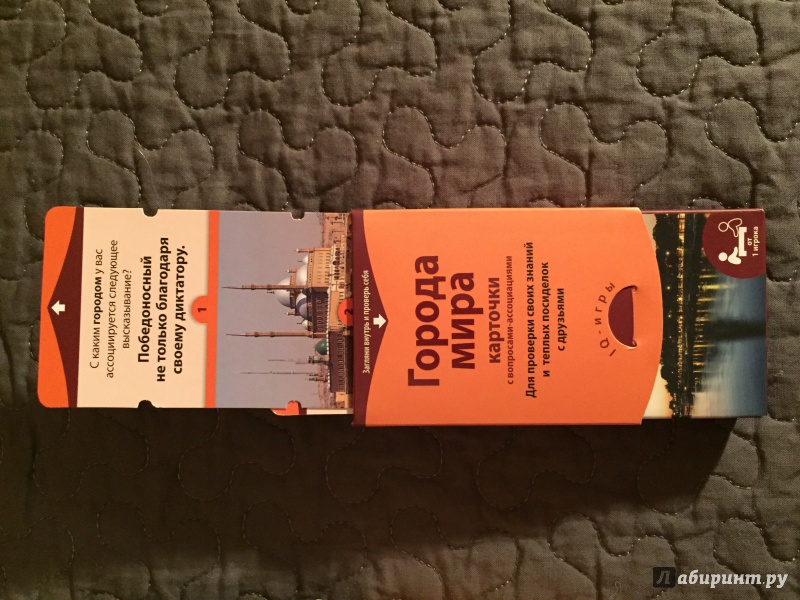 С каким городом у вас
ассоциируется следующее
высказывание?
Победоносный
не только благодаря
своему диктатору.
1
2
Загляни внутрь и проверь себя
Города
мира
карточки
с вопросами-ассоциациями
Для проверки своих знаний
и теплых посиделок
с друзьями
IQ-игры
от
1 игрока
Лабиринт.ру